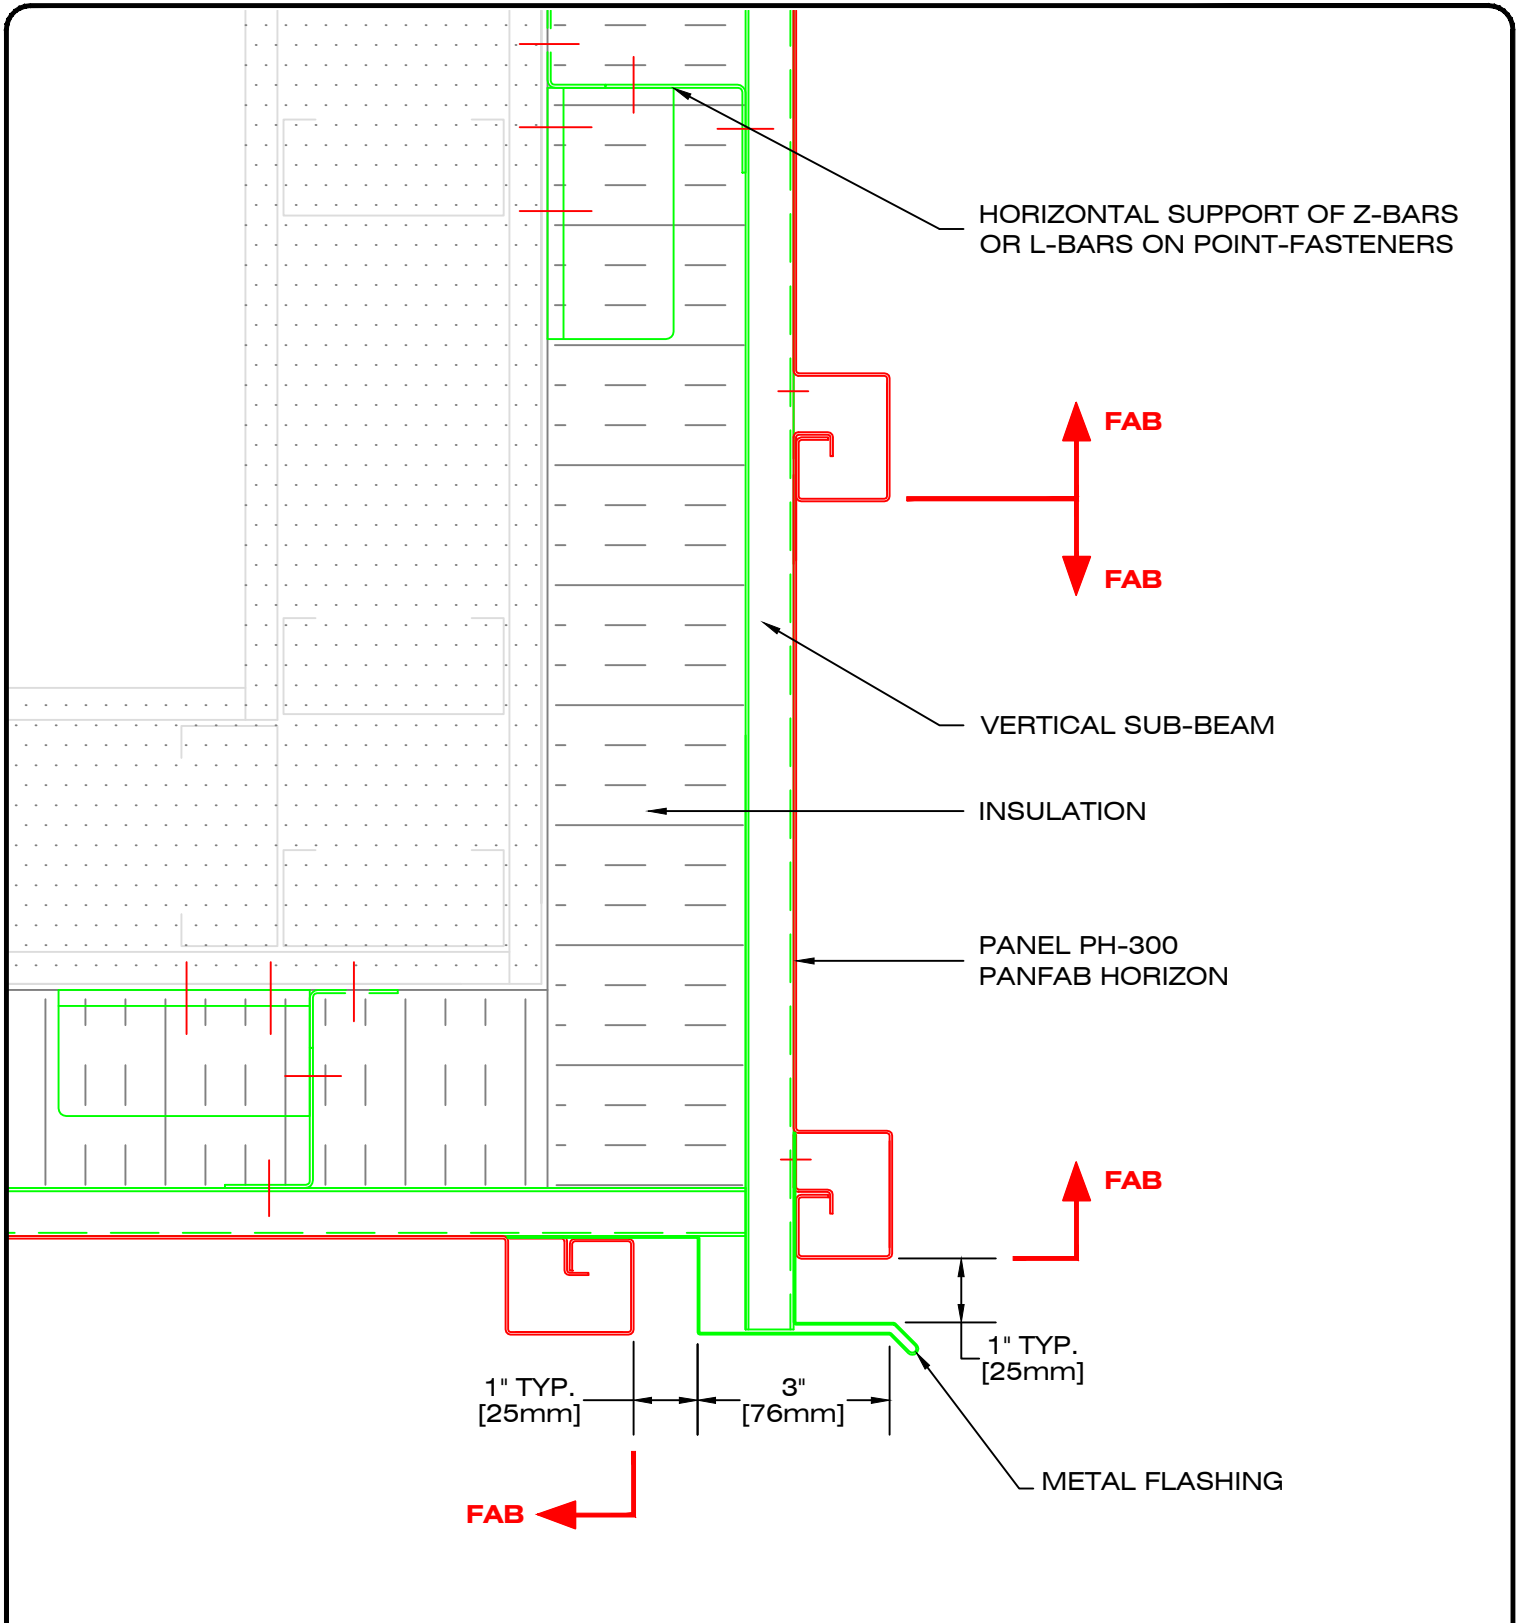 HORIZONTAL SUPPORT OF Z-BARS
OR L-BARS ON POINT-FASTENERS
FAB
FAB
VERTICAL SUB-BEAM
INSULATION
PANEL PH-300
PANFAB HORIZON
FAB
1" TYP.
[25mm]
1" TYP.
[25mm]
3"
[76mm]
METAL FLASHING
FAB